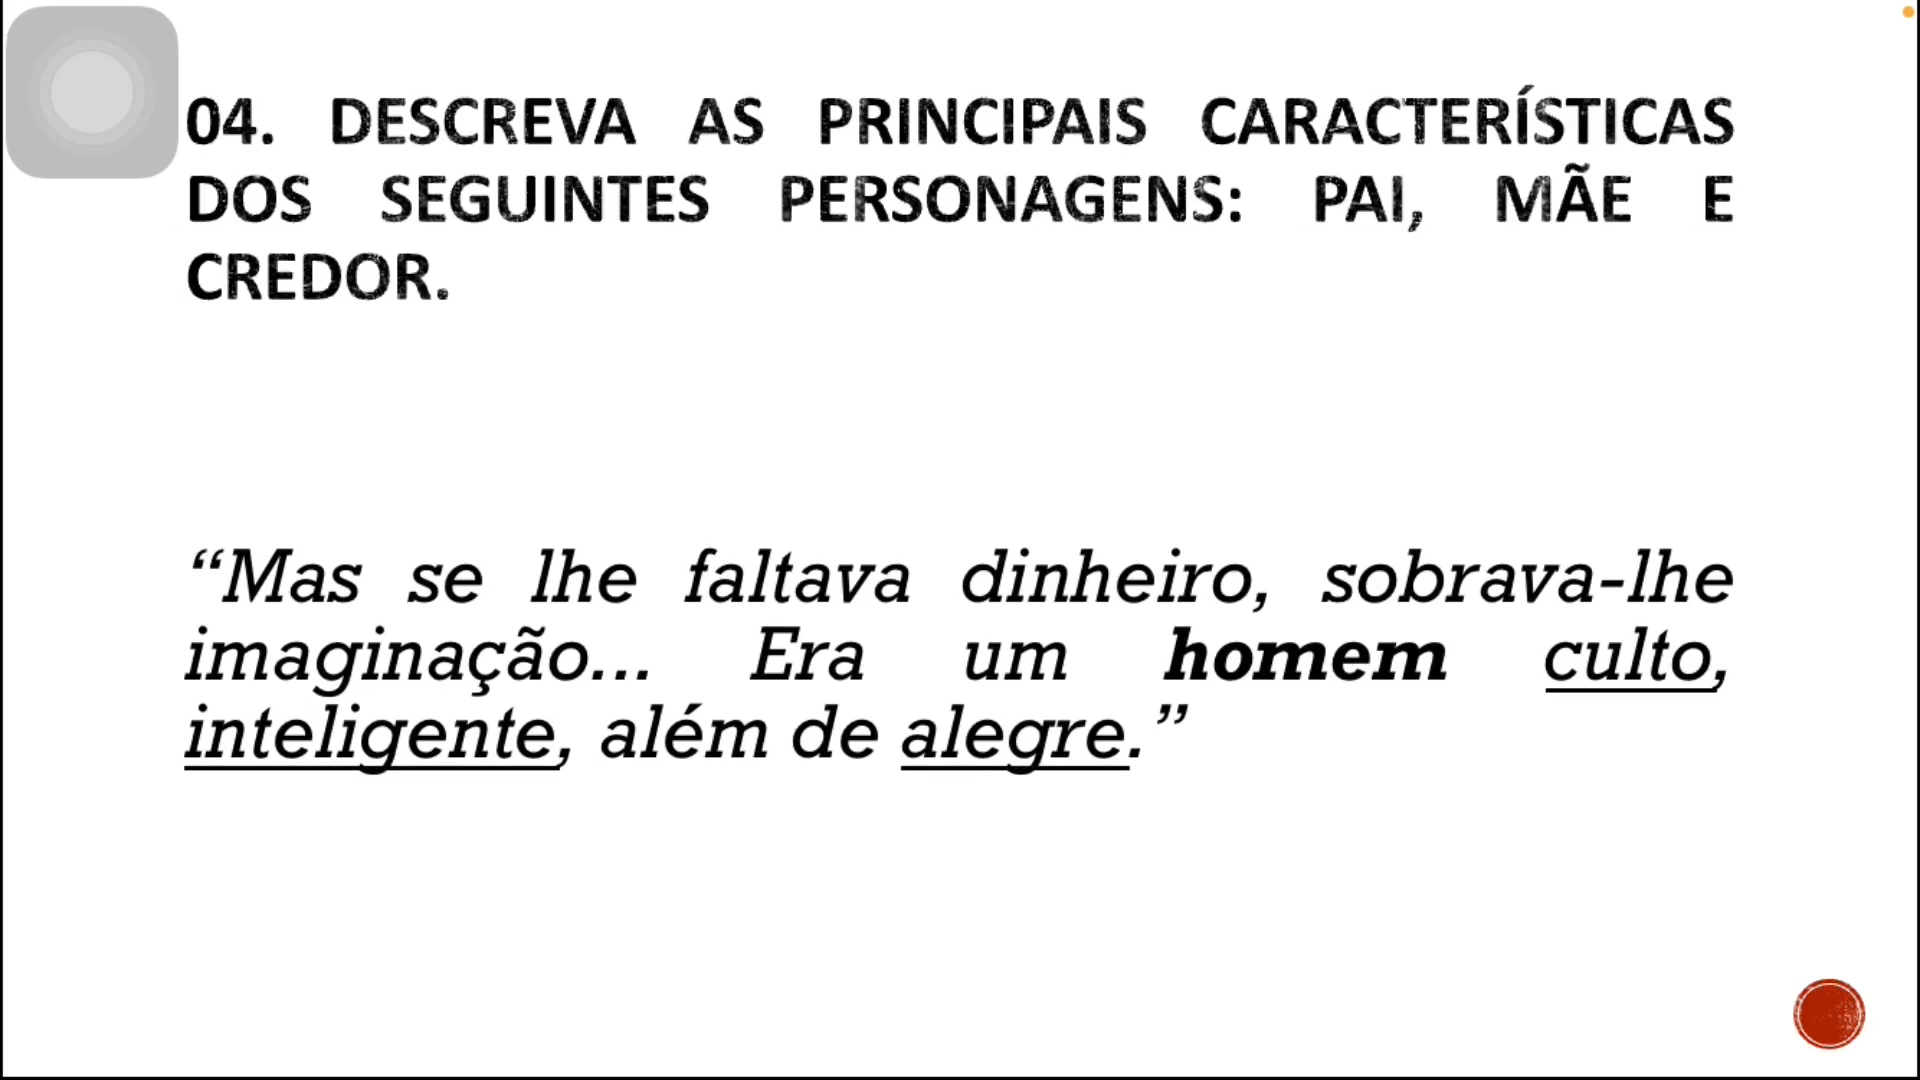 04. DESCREVA AS PRINCIPAIS CARACTERÍSTICAS
DOS SEGUINTES PERSONAGENS: PAI, MÃE E
CREDOR.
“Mas se lhe faltava dinheiro, sobrava-lhe
imaginação... Era um homem culto,
inteligente, além de alegre.”